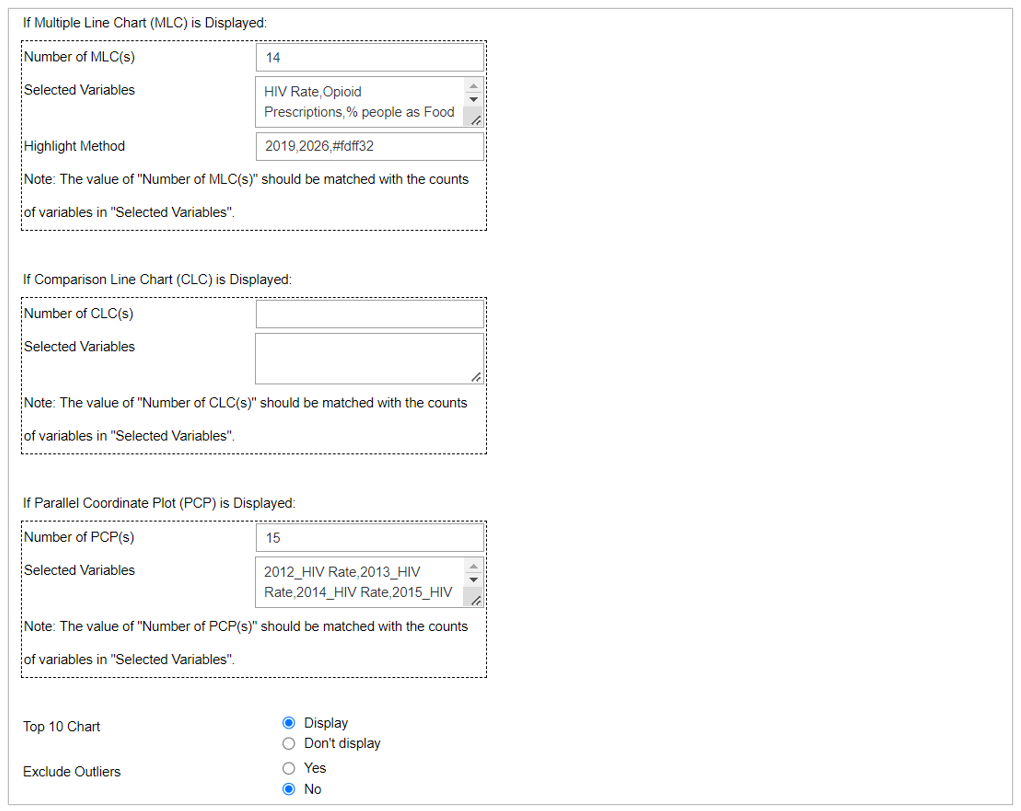 If Multiple Line Chart (MLC) is Displayed:
Number of MLC(s) 14
Selected Variables HIV Rate,Opioid
Prescriptions,% people as Food
Highlight Method 2019,2026,#fdff32
Note: The value of "Number of MLC(s)" should be matched with the counts
of variables in "Selected Variables".
If Comparison Line Chart (CLC) is Displayed:
Number of CLC(s)
Selected Variables
Note: The value of "Number of CLC(s)" should be matched with the counts
of variables in "Selected Variables".
If Parallel Coordinate Plot (PCP) is Displayed:
Number of PCP(s) 15
Selected Variables 2012_HIV Rate,2013_HIV
Rate,2014_HIV Rate,2015_HIV
Note: The value of "Number of PCP(s)" should be matched with the counts
of variables in "Selected Variables".
Top 10 Chart Display
Don't display
Exclude Outliers Yes
No